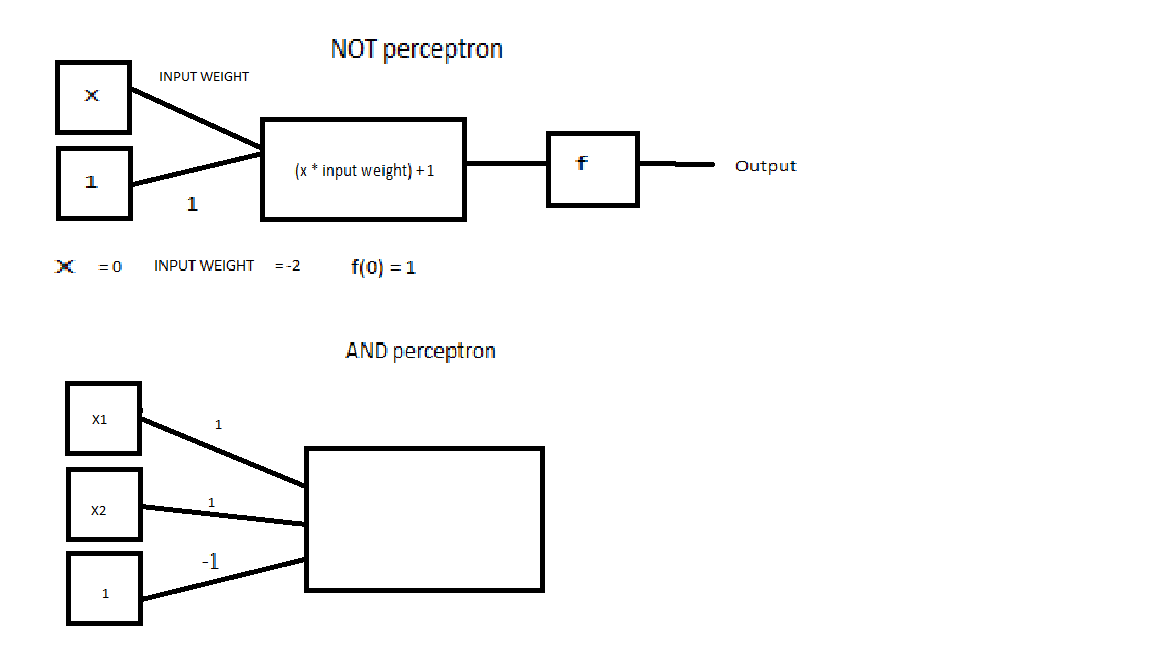 NOT perceptron
x
INPUT WEIGHT
1
1
(x * input weight) + 1
f
Output
x = 0 INPUT WEIGHT = -2 f(0) = 1
AND perceptron
X1
1
X2
1
1
-1